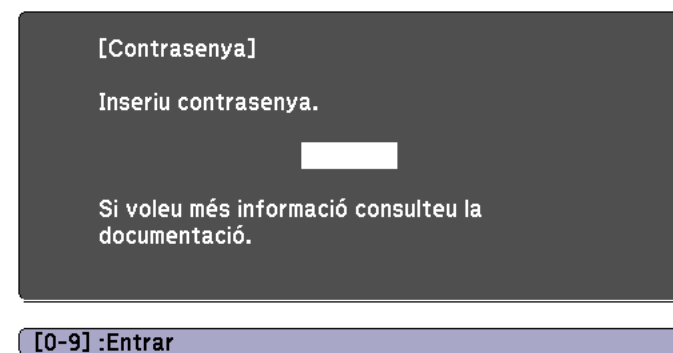 [Contrasenya]
Inseriu contrasenya.
Si voleu més informació consulteu la
documentació.
[0-9] :Entrar